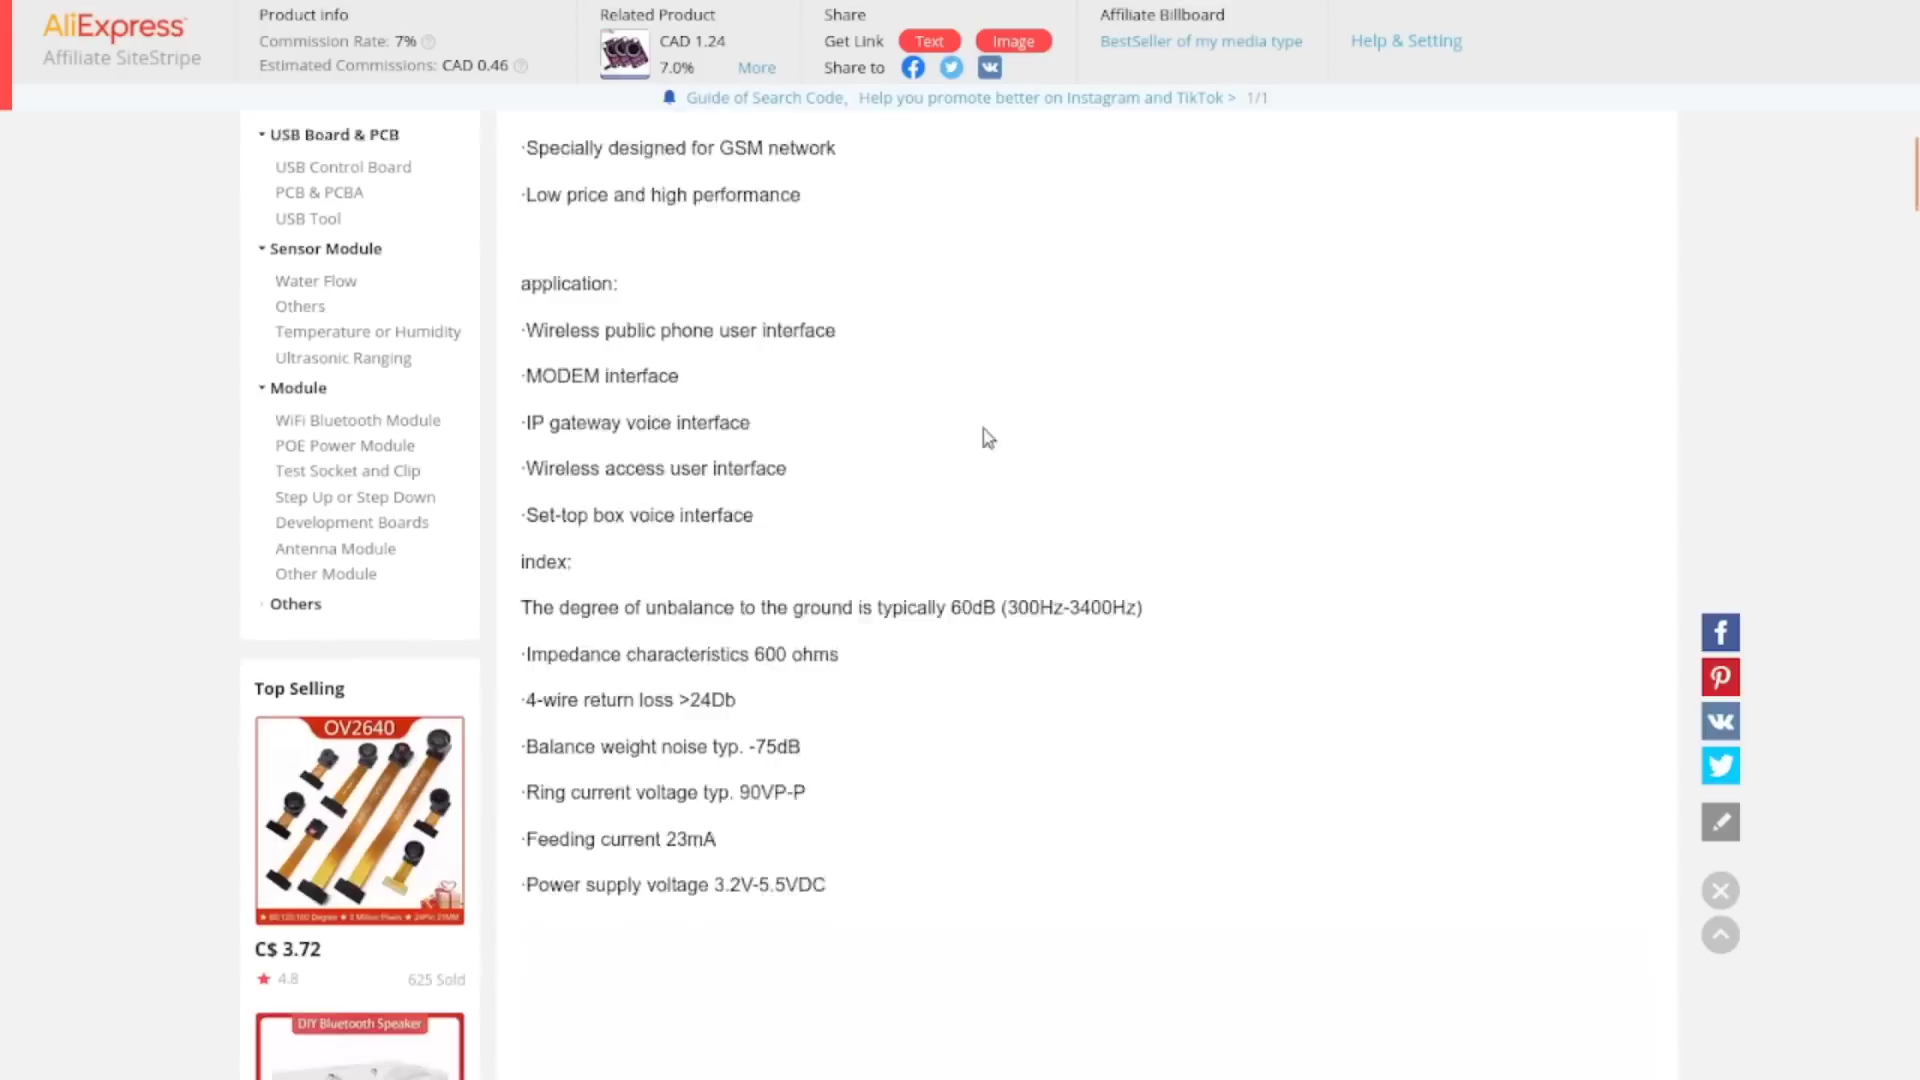 AliExpress
Affiliate SiteStripe
Product info
Commission Rate: 7%
Estimated Commissions: CAD 0.46
Related Product
CAD 1.24
7.0%
More
Share
Get Link
Text
Image
Share to
Affiliate Billboard
BestSeller of my media type
Help & Setting
Guide of Search Code, Help you promote better on Instagram and TikTok > 1/1
USB Board & PCB
USB Control Board
PCB & PCBA
USB Tool
Sensor Module
Water Flow
Others
Temperature or Humidity
Ultrasonic Ranging
Module
WiFi Bluetooth Module
POE Power Module
Test Socket and Clip
Step Up or Step Down
Development Boards
Antenna Module
Other Module
Others
Top Selling
OV2640
C$ 3.72
4.8
625 Sold
DIY Bluetooth Speaker
·Specially designed for GSM network
·Low price and high performance
application:
·Wireless public phone user interface
·MODEM interface
·IP gateway voice interface
·Wireless access user interface
·Set-top box voice interface
index:
The degree of unbalance to the ground is typically 60dB (300Hz-3400Hz)
·Impedance characteristics 600 ohms
·4-wire return loss >24Db
·Balance weight noise typ. -75dB
·Ring current voltage typ. 90VP-P
·Feeding current 23mA
·Power supply voltage 3.2V-5.5VDC